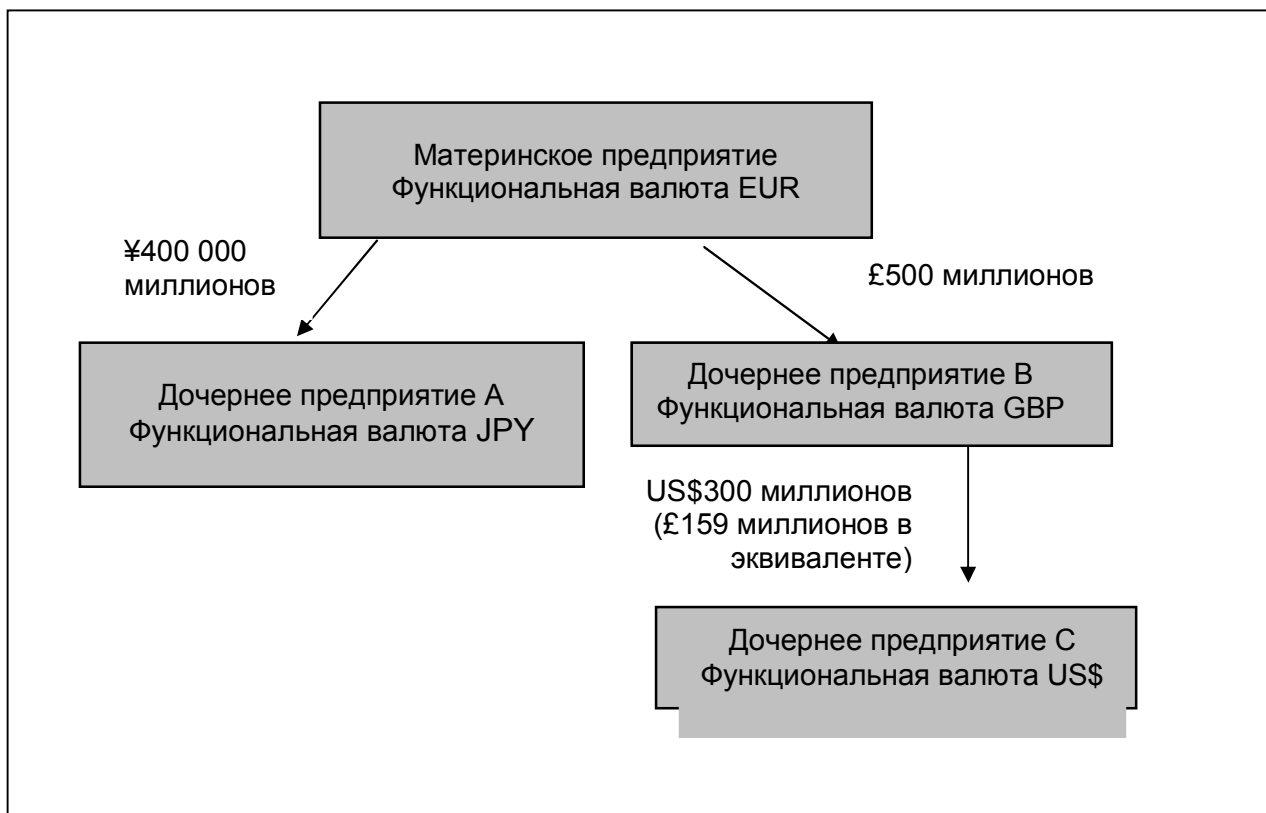 Материнское предприятие
Функциональная валюта EUR
¥400 000
миллионов
£500 миллионов
Дочернее предприятие A
Функциональная валюта JPY
Дочернее предприятие B
Функциональная валюта GBP
US$300 миллионов
(£159 миллионов в
эквиваленте)
Дочернее предприятие C
Функциональная валюта US$